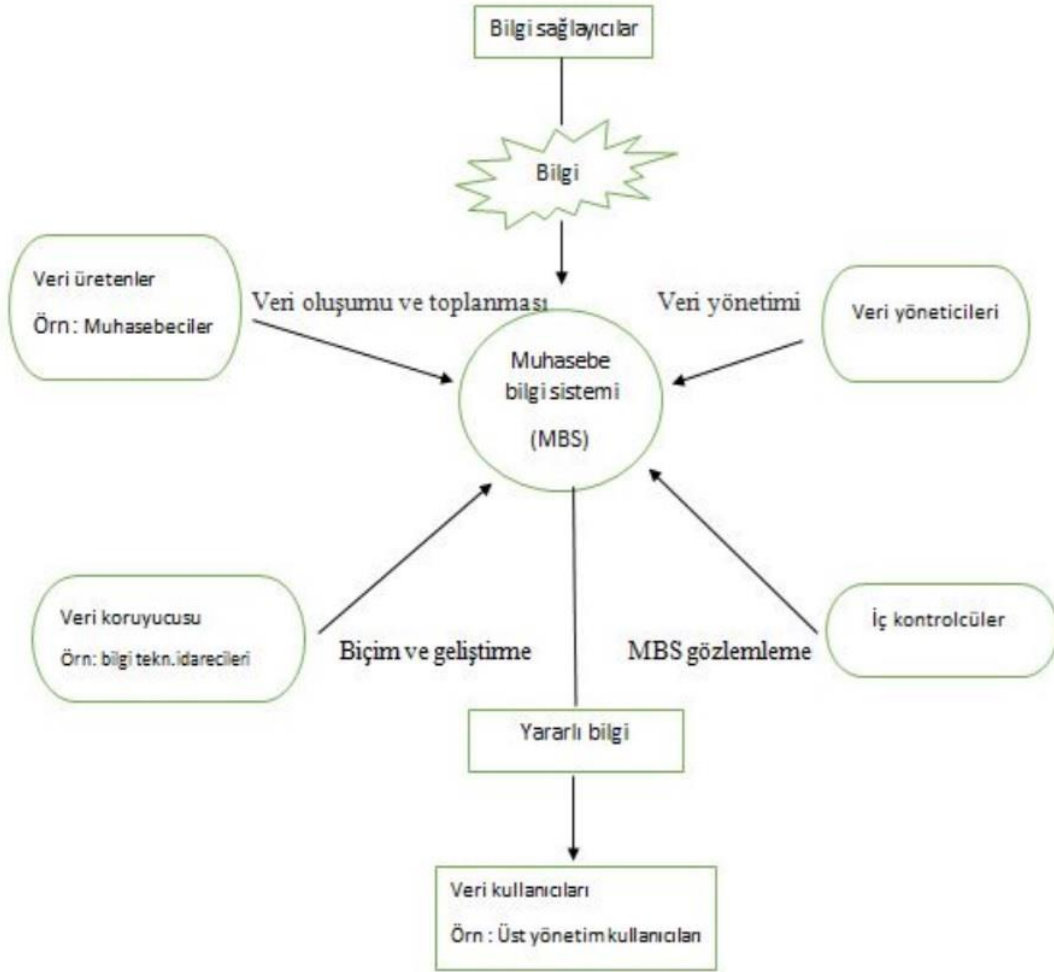 Bilgi sağlayıcılar
Bilgi
Veri üretenler
Örn : Muhasebeciler
Veri oluşumu ve toplanması
Veri yönetimi
Veri yöneticileri
Muhasebe
bilgi sistemi
(MBS)
Veri koruyucusu
Örn: bilgi tekn.idarecileri
Biçim ve geliştirme
MBS gözlemleme
İç kontrolcüler
Yararlı bilgi
Veri kullanıcıları
Örn : Üst yönetim kullanıcıları